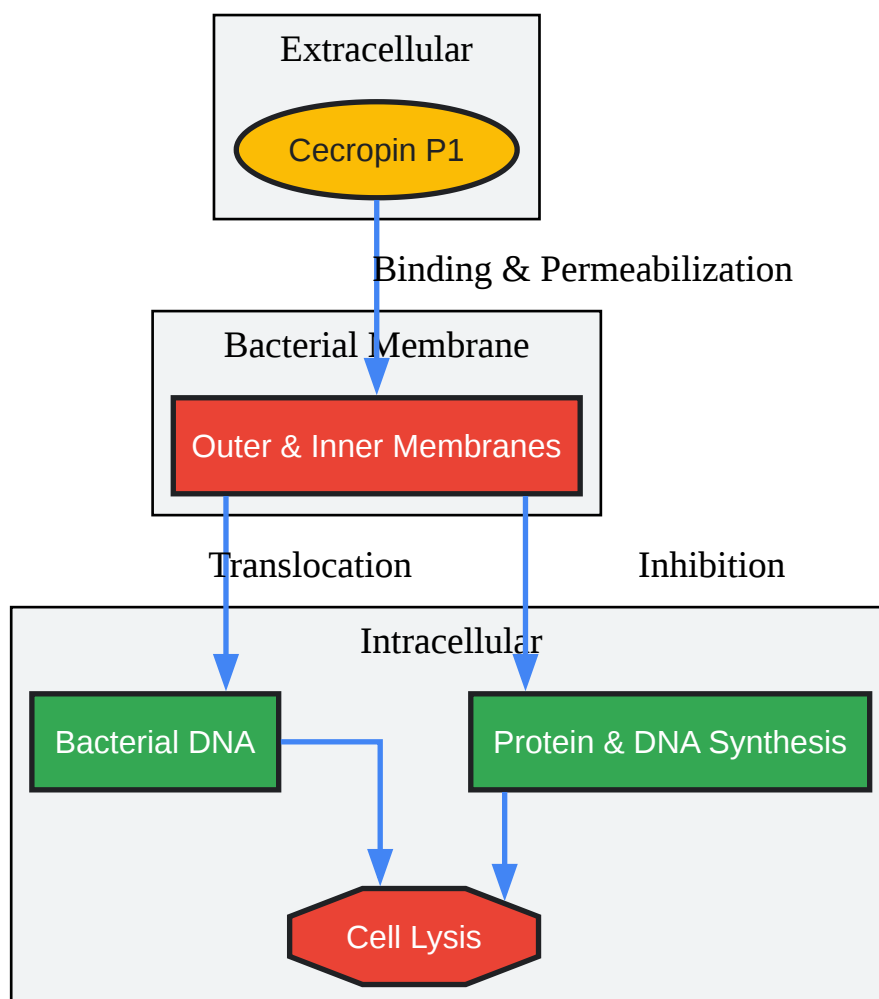 Extracellular
Cecropin P1
Binding & Permeabilization
Bacterial Membrane
Outer & Inner Membranes
Translocation
Inhibition
Intracellular
Bacterial DNA
Protein & DNA Synthesis
Cell Lysis